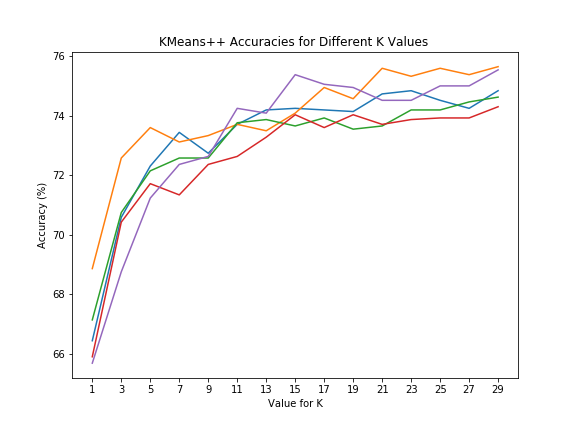 KMeans++ Accuracies for Different K Values
76
74
72
70
68
66
Accuracy (%)
1 3 5 7 9 11 13 15 17 19 21 23 25 27 29
Value for K